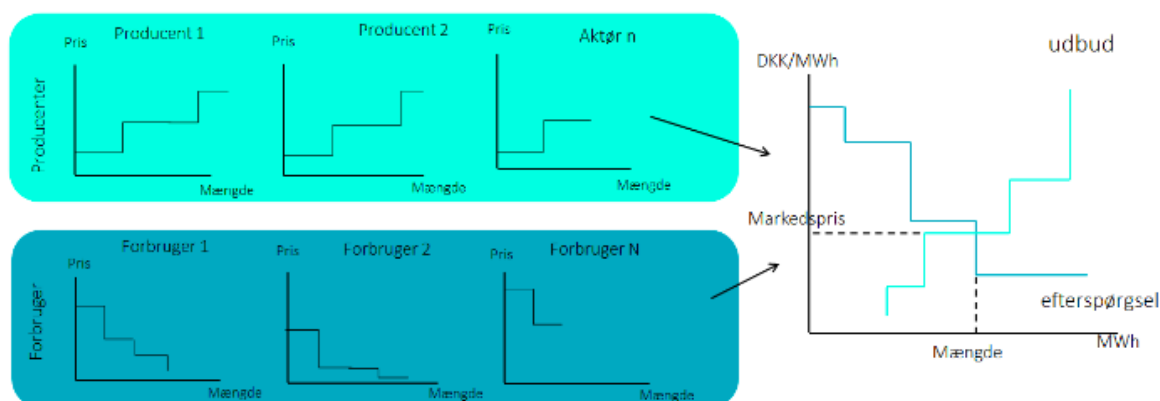 Producenter
Producent 1
Pris
Mængde
Producent 2
Pris
Mængde
Aktør n
Pris
Mængde
Forbruger
Forbruger 1
Pris
Mængde
Forbruger 2
Pris
Mængde
Forbruger N
Pris
Mængde
udbud
DKK/MWh
Markedspris
efterspørgsel
Mængde
MWh